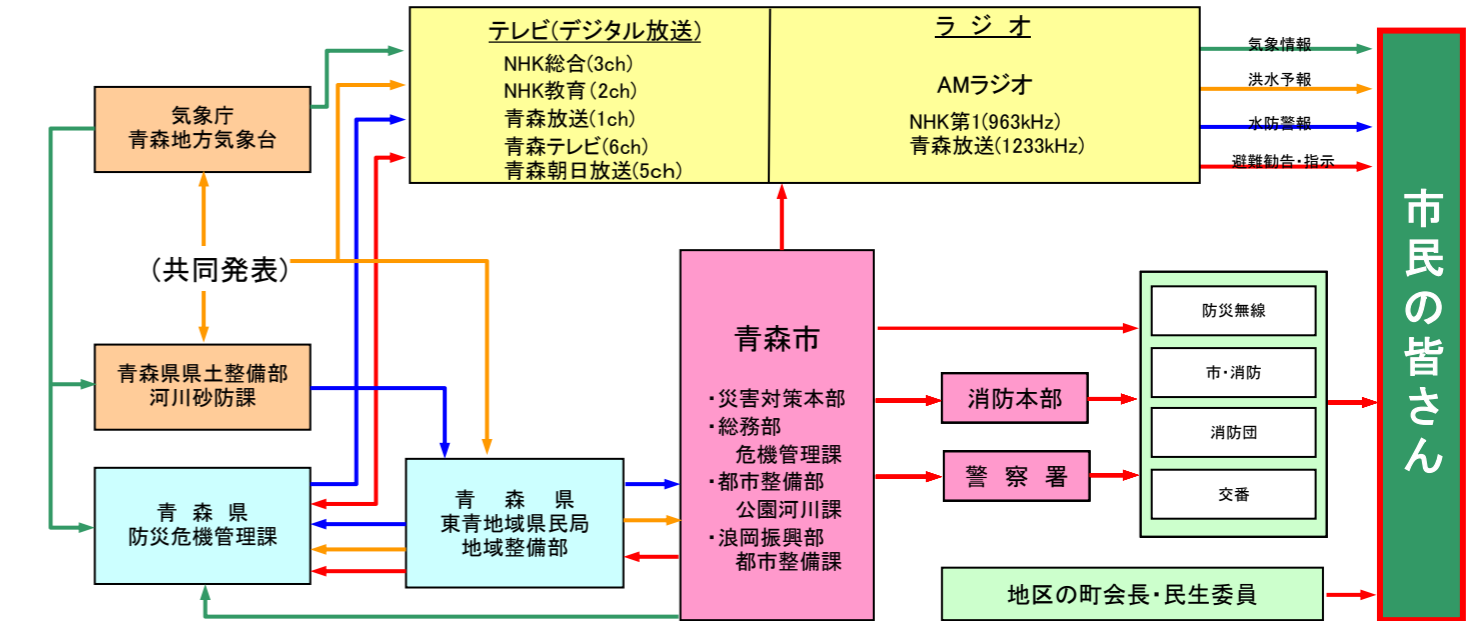 テレビ(デジタル放送)
NHK総合(3ch)
NHK教育(2ch)
青森放送(1ch)
青森テレビ(6ch)
青森朝日放送(5ch)
ラ ジ オ
AMラジオ
NHK第1(963kHz)
青森放送(1233kHz)
気象情報
洪水予報
水防警報
避難勧告・指示
気象庁
青森地方気象台
(共同発表)
青森県県土整備部
河川砂防課
青 森 県
防災危機管理課
青 森 県
東青地域県民局
地域整備部
青森市
・災害対策本部
・総務部
危機管理課
・都市整備部
公園河川課
・浪岡振興部
都市整備課
消防本部
警 察 署
防災無線
市・消防
消防団
交番
地区の町会長・民生委員
市民の皆さん